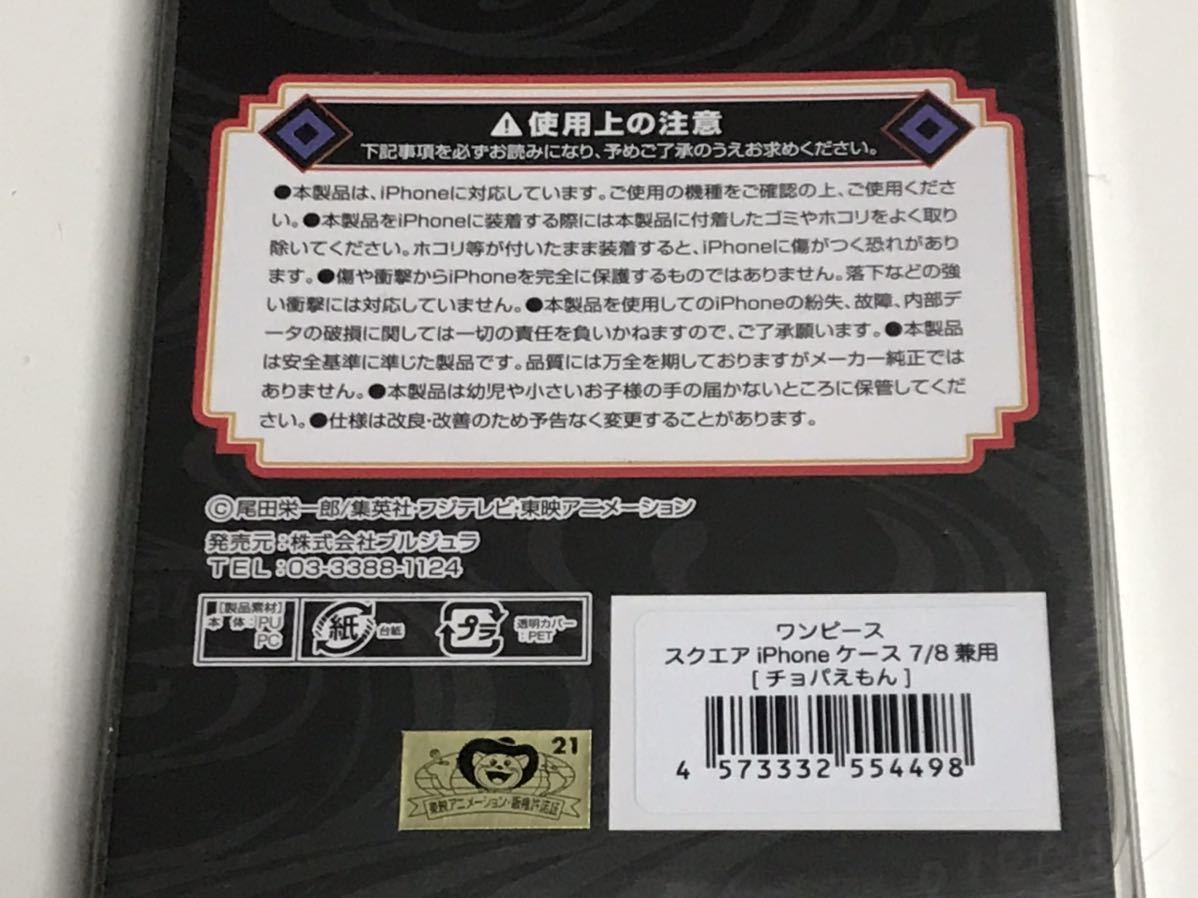 ⚠使用上の注意
下記事項を必ずお読みになり、予めご了承のうえお求めください。
●本製品は、iPhoneに対応しています。ご使用の機種をご確認の上、ご使用くださ
い。●本製品をiPhoneに装着する際には本製品に付着したゴミやホコリをよく取り
除いてください。ホコリ等が付いたまま装着すると、iPhoneに傷がつく恐れがあり
ます。●傷や衝撃からiPhoneを完全に保護するものではありません。落下などの強
い衝撃には対応していません。●本製品を使用してのiPhoneの紛失、故障、内部デ
ータの破損に関しては一切の責任を負いかねますので、ご了承願います。●本製品
は安全基準に準じた製品です。品質には万全を期しておりますがメーカー純正では
ありません。●本製品は幼児や小さいお子様の手の届かないところに保管してくだ
さい。●仕様は改良・改善のため予告なく変更することがあります。
©尾田栄一郎/集英社・フジテレビ・東映アニメーション
発売元:株式会社ブルジュラ
TEL:03-3388-1124
[製品素材]
本体:PU
PC
紙
台紙
プラ
透明カバー
:PET
ワンピース
スクエア iPhone ケース 7/8 兼用
[ チョパえもん ]
4 573332 554498
21
東映アニメーション・版権許諾証